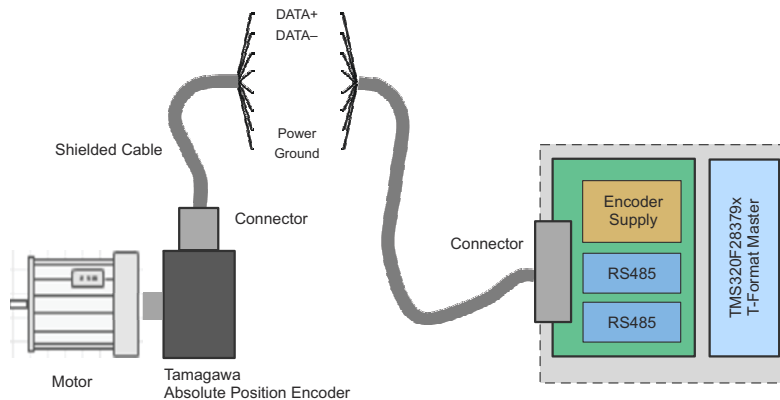 DATA+
DATA–
Power
Ground
Shielded Cable
Connector
Encoder
Supply
Connector
RS485
RS485
TMS320F28379x
T-Format Master
Motor
Tamagawa
Absolute Position Encoder